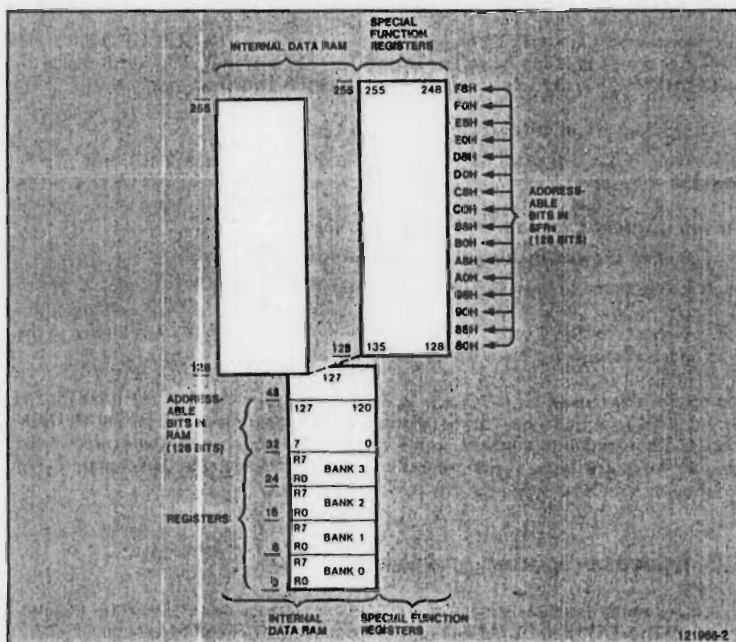 SPECIAL
FUNCTION
REGISTERS
INTERNAL DATA RAM
255
255 255 248
F8H
F0H
E8H
E0H
D8H
D0H
C8H
C0H
B8H
B0H
A8H
A0H
98H
90H
88H
80H
ADDRESS-
ABLE
BITS IN
SFRs
(128 BITS)
128 135 128
128
127
48
ADDRESS-
ABLE
BITS IN
RAM
(128 BITS)
127 120
32 7 0
R7
BANK 3
24 R0
R7
BANK 2
16 R0
REGISTERS
R7
BANK 1
8 R0
R7
BANK 0
0 R0
INTERNAL
DATA RAM
SPECIAL FUNCTION
REGISTERS
121966-2